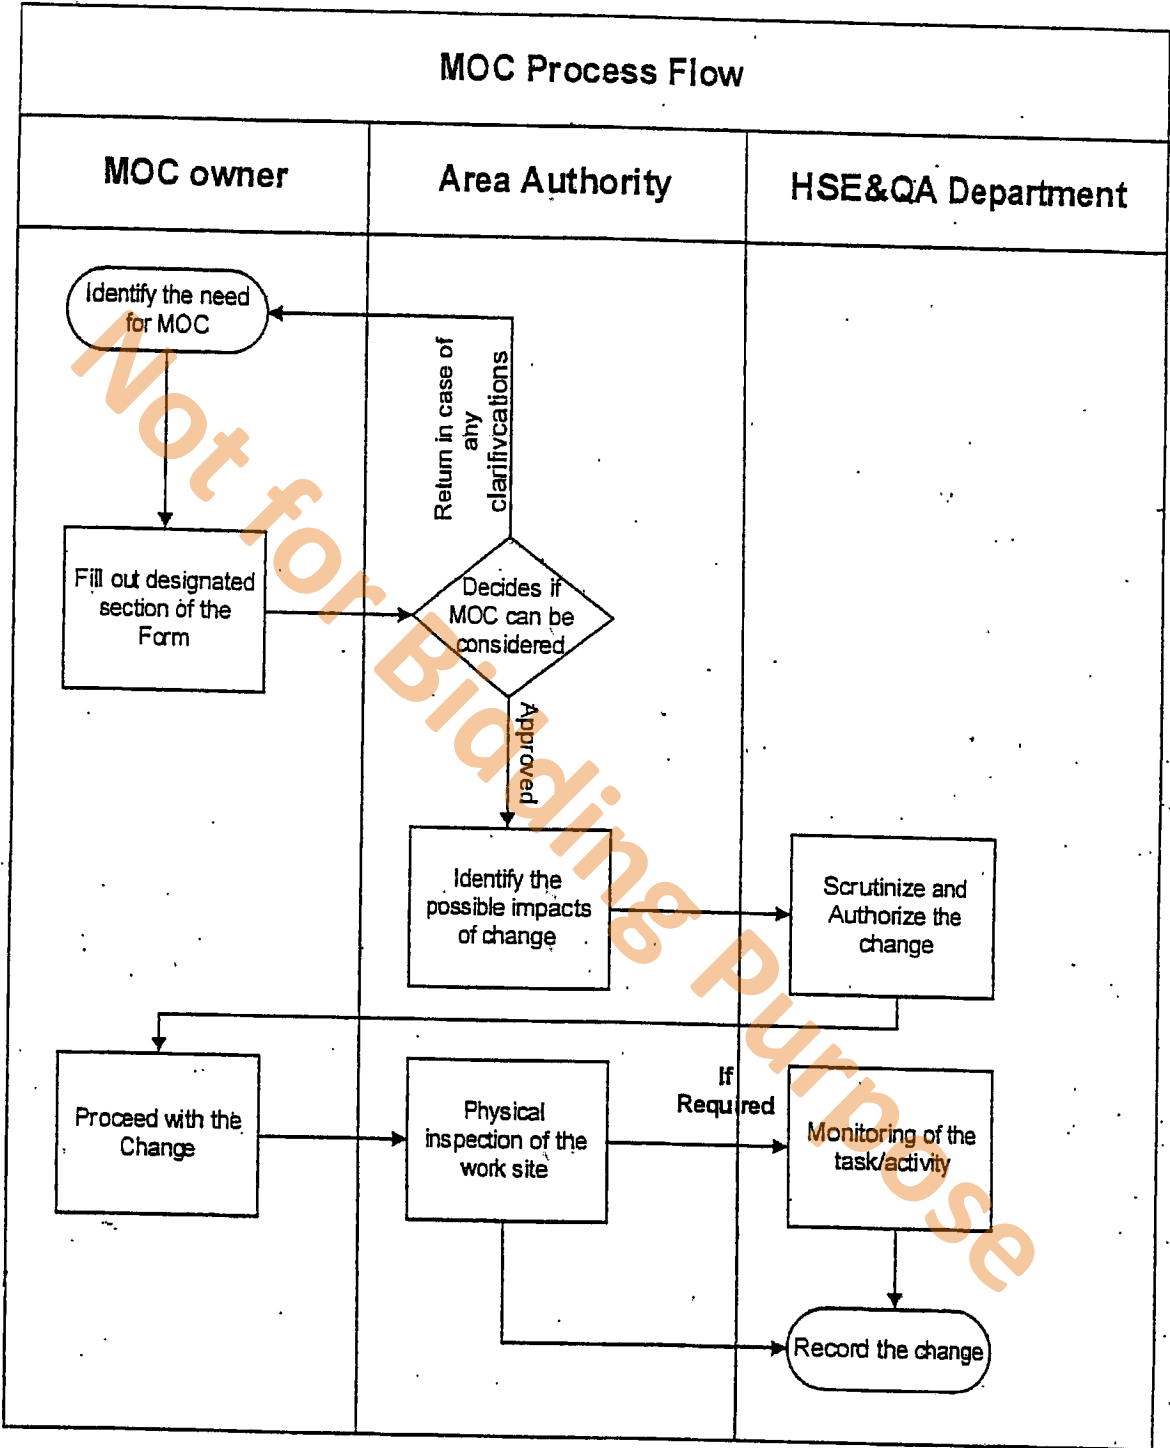 MOC Process Flow
MOC owner
Area Authority
HSE&QA Department
Identify the need
for MOC
Return in case of
any
clarifivcations
Fill out designated
section of the
Form
Decides if
MOC can be
considered
Approved
Identify the
possible impacts
of change
Scrutinize and
Authorize the
change
Proceed with the
Change
Physical
inspection of the
work site
If
Required
Monitoring of the
task/activity
Record the change
Not for Bidding Purpose